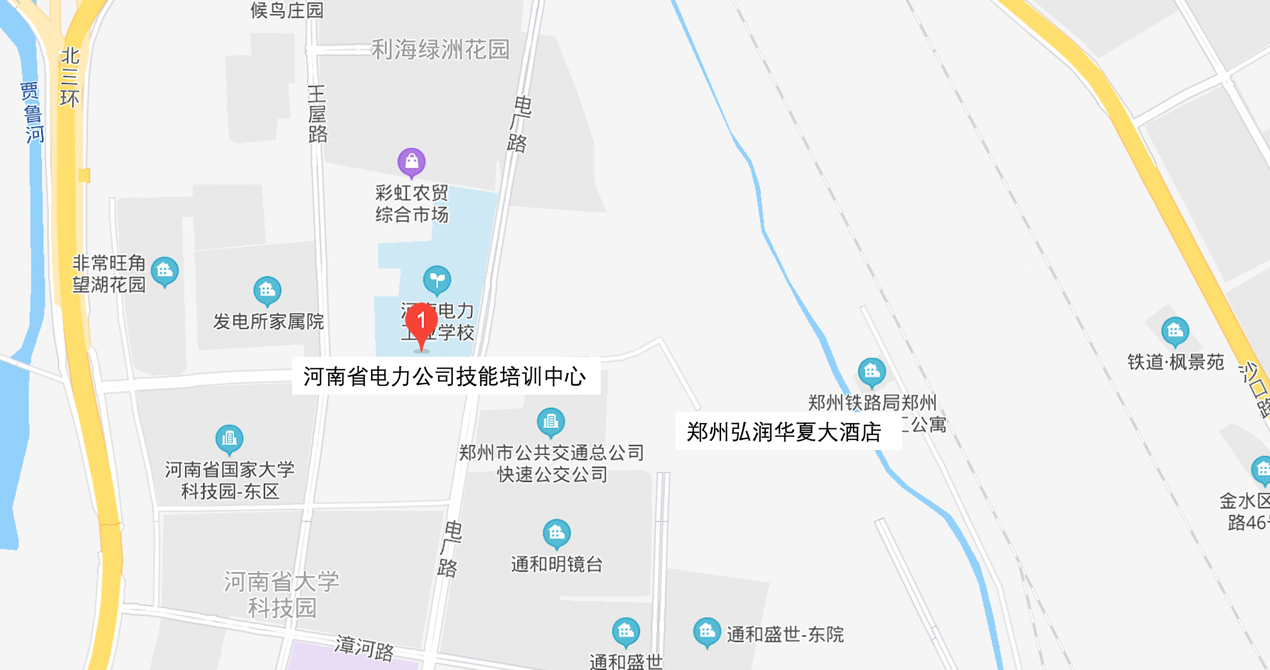 候鸟庄园
利海绿洲花园
北三环
贾鲁河
王屋路
电厂路
彩虹农贸
综合市场
非常旺角
望湖花园
发电所家属院
1
电力
学校
河南省电力公司技能培训中心
铁道·枫景苑
沙口路
郑州铁路局郑州
汇公寓
郑州弘润华夏大酒店
郑州市公共交通总公司
快速公交公司
河南省国家大学
科技园-东区
金水区
路46号
电厂路
通和明镜台
河南省大学
科技园
漳河路
通和盛世
通和盛世-东院